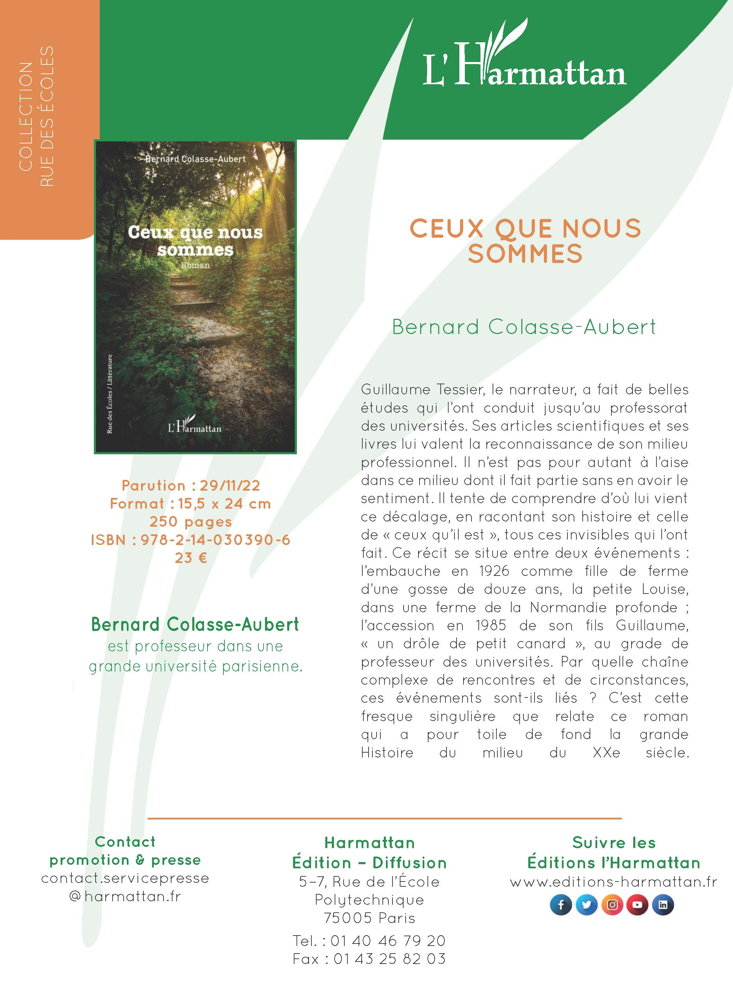 COLLECTION
RUE DES ÉCOLES
L'Harmattan
Bernard Colasse-Aubert
Ceux que nous
sommes
Roman
Rue des Écoles / Littérature
L'Harmattan
CEUX QUE NOUS
SOMMES
Bernard Colasse-Aubert
Guillaume Tessier, le narrateur, a fait de belles
études qui l'ont conduit jusqu'au professorat
des universités. Ses articles scientifiques et ses
livres lui valent la reconnaissance de son milieu
professionnel. Il n'est pas pour autant à l'aise
dans ce milieu dont il fait partie sans en avoir le
sentiment. Il tente de comprendre d'où lui vient
ce décalage, en racontant son histoire et celle
de « ceux qu'il est », tous ces invisibles qui l'ont
fait. Ce récit se situe entre deux événements :
l'embauche en 1926 comme fille de ferme
d'une gosse de douze ans, la petite Louise,
dans une ferme de la Normandie profonde ;
l'accession en 1985 de son fils Guillaume,
« un drôle de petit canard », au grade de
professeur des universités. Par quelle chaîne
complexe de rencontres et de circonstances,
ces événements sont-ils liés ? C'est cette
fresque singulière que relate ce roman
qui a pour toile de fond la grande
Histoire du milieu du XXe siècle.
Parution : 29/11/22
Format : 15,5 x 24 cm
250 pages
ISBN : 978-2-14-030390-6
23 €
Bernard Colasse-Aubert
est professeur dans une
grande université parisienne.
Contact
promotion & presse
contact.servicepresse
@harmattan.fr
Harmattan
Édition – Diffusion
5–7, Rue de l'École
Polytechnique
75005 Paris
Tel. : 01 40 46 79 20
Fax : 01 43 25 82 03
Suivre les
Éditions l'Harmattan
www.editions-harmattan.fr